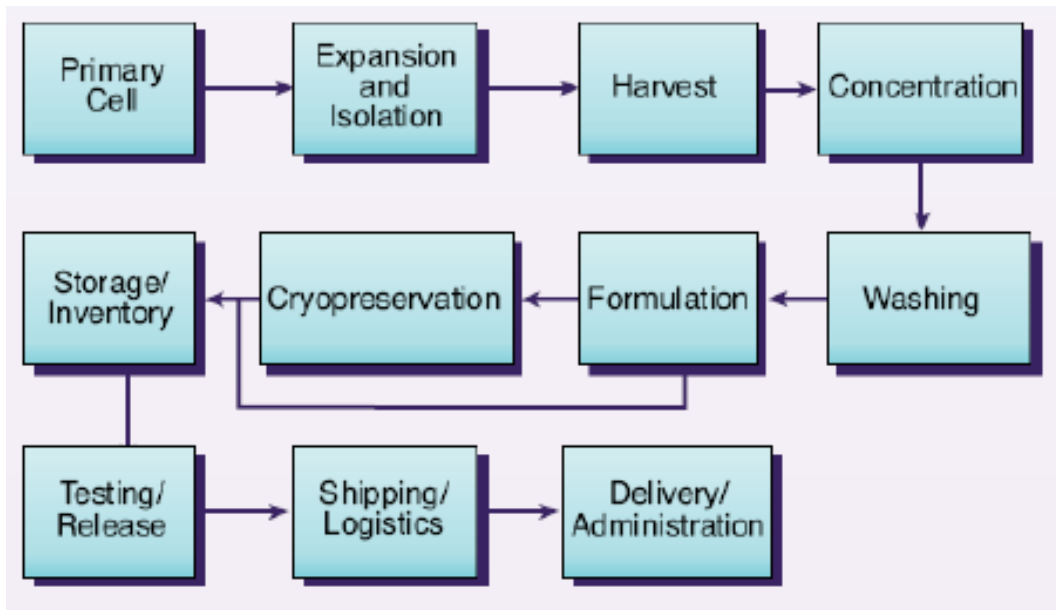 Primary
Cell
Expansion
and
Isolation
Harvest
Concentration
Storage/
Inventory
Cryopreservation
Formulation
Washing
Testing/
Release
Shipping/
Logistics
Delivery/
Administration